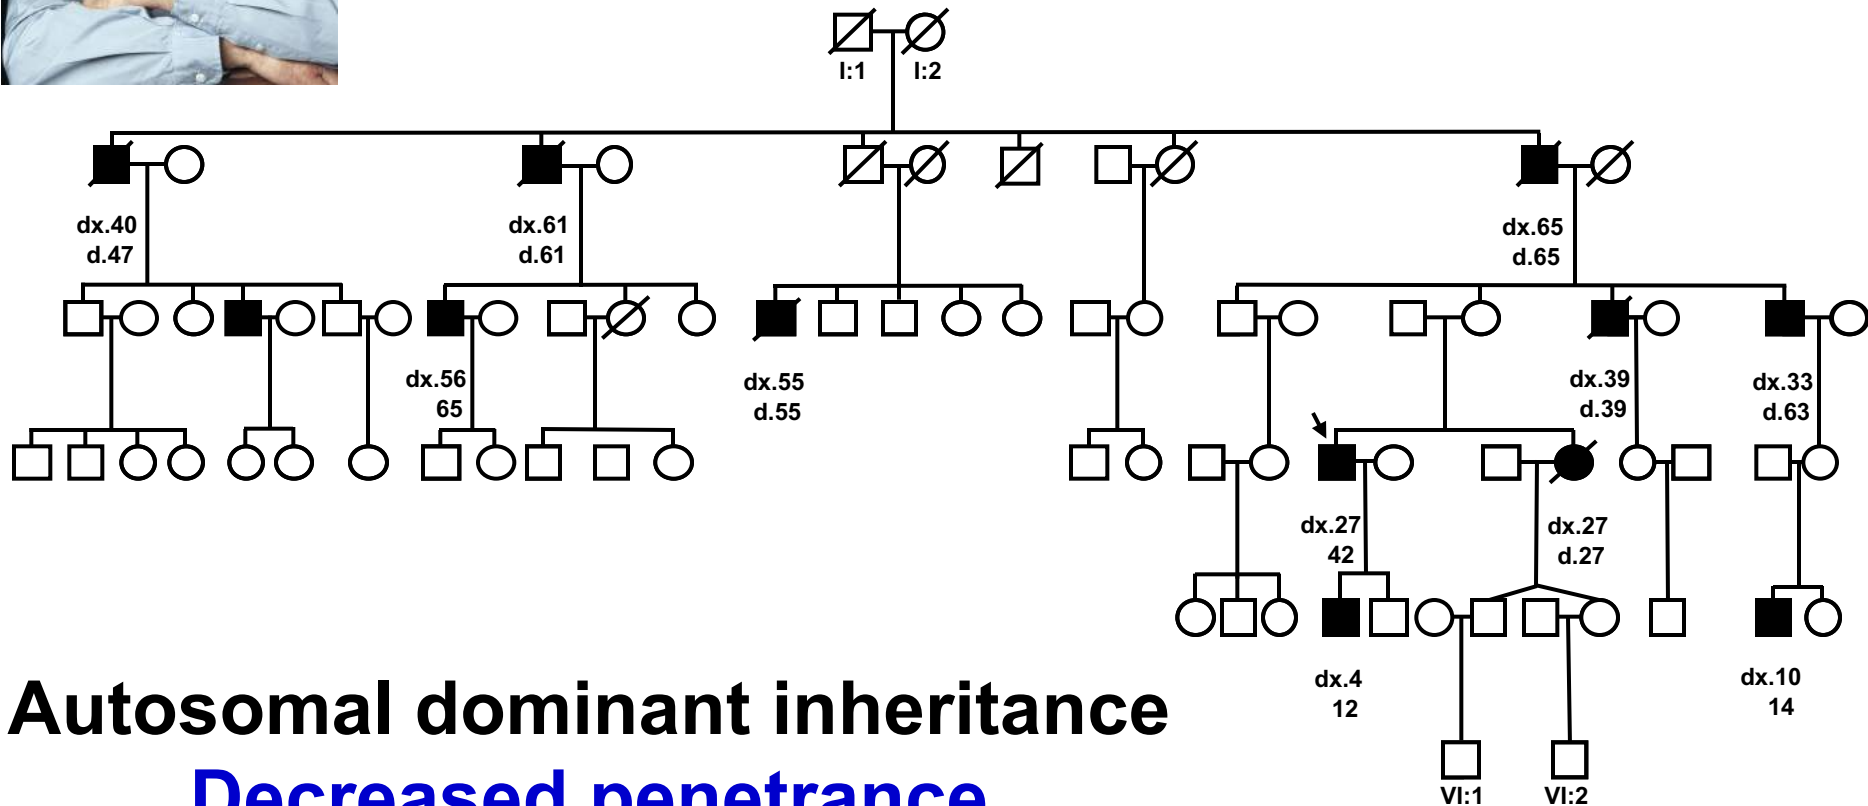 I:1 I:2
dx.40
d.47
dx.61
d.61
dx.65
d.65
dx.56
65
dx.55
d.55
dx.39
d.39
dx.33
d.63
dx.27
42
dx.27
d.27
dx.4
12
dx.10
14
Autosomal dominant inheritance
Decreased penetrance
VI:1 VI:2